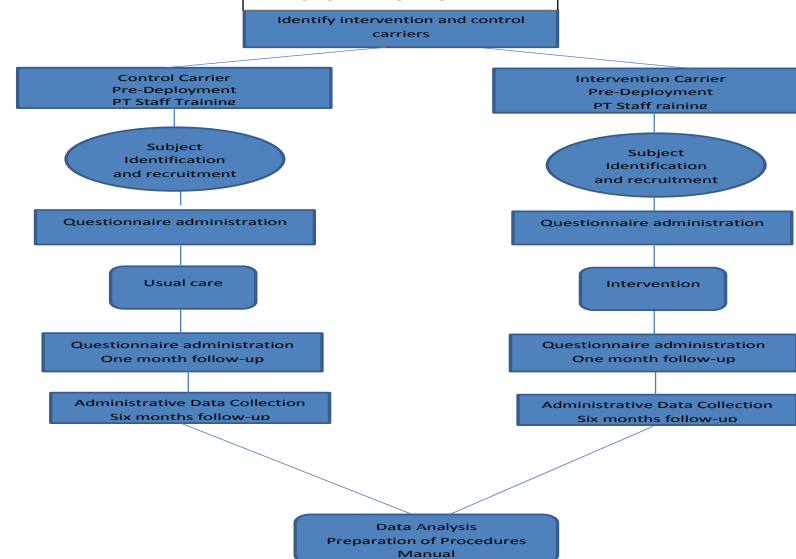 Identify intervention and control
carriers
Control Carrier
Pre-Deployment
PT Staff Training
Intervention Carrier
Pre-Deployment
PT Staff raining
Subject
Identification
and recruitment
Subject
Identification
and recruitment
Questionnaire administration
Questionnaire administration
Usual care
Intervention
Questionnaire administration
One month follow-up
Questionnaire administration
One month follow-up
Administrative Data Collection
Six months follow-up
Administrative Data Collection
Six months follow-up
Data Analysis
Preparation of Procedures
Manual